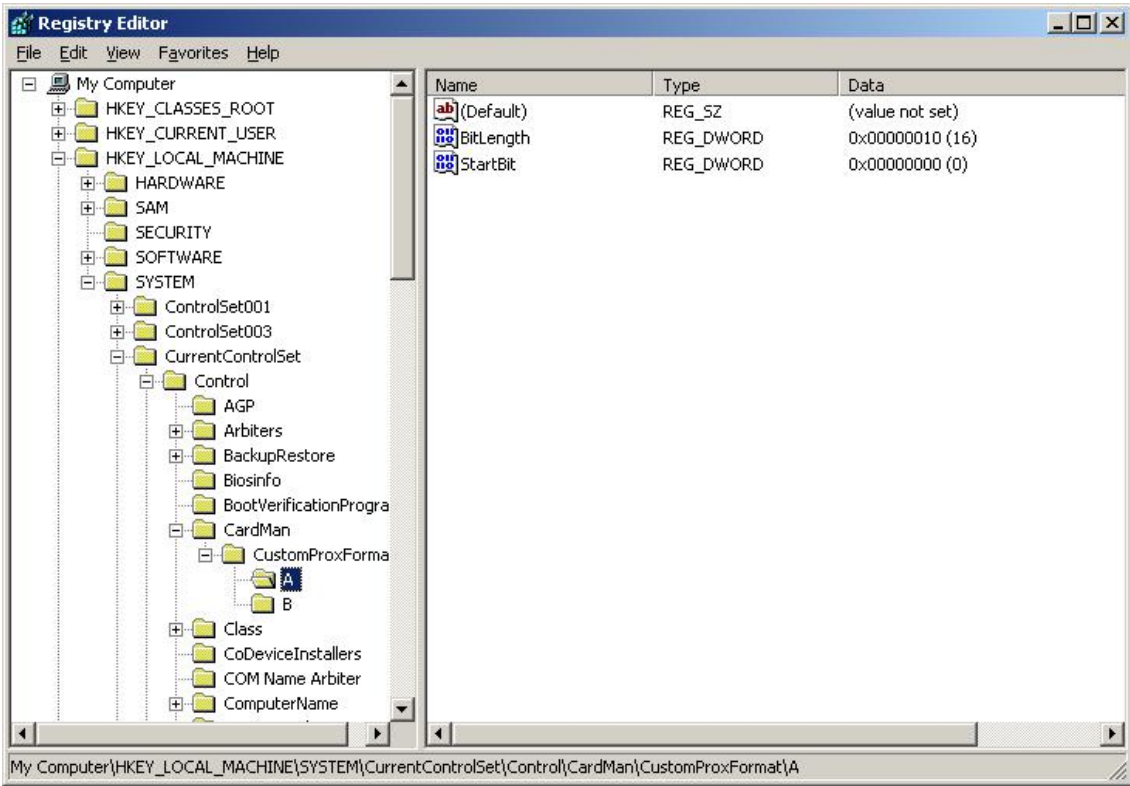 Registry Editor
File Edit View Favorites Help
My Computer
HKEY_CLASSES_ROOT
HKEY_CURRENT_USER
HKEY_LOCAL_MACHINE
HARDWARE
SAM
SECURITY
SOFTWARE
SYSTEM
ControlSet001
ControlSet003
CurrentControlSet
Control
AGP
Arbiters
BackupRestore
Biosinfo
BootVerificationProgra
CardMan
CustomProxForma
A
B
Class
CoDeviceInstallers
COM Name Arbiter
ComputerName
Name Type Data
(Default) REG_SZ (value not set)
BitLength REG_DWORD 0x00000010 (16)
StartBit REG_DWORD 0x00000000 (0)
My Computer\HKEY_LOCAL_MACHINE\SYSTEM\CurrentControlSet\Control\CardMan\CustomProxFormat\A